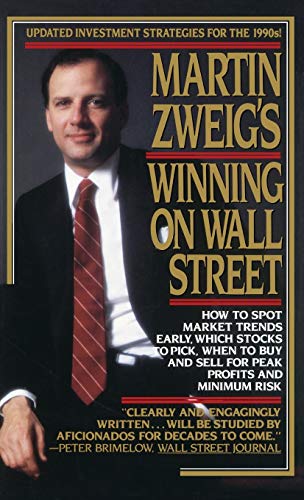 UPDATED INVESTMENT STRATEGIES FOR THE 1990s!
MARTIN
ZWEIG'S
WINNING
ON WALL
STREET
HOW TO SPOT
MARKET TRENDS
EARLY, WHICH STOCKS
TO PICK, WHEN TO BUY
AND SELL FOR PEAK
PROFITS AND
MINIMUM RISK
"CLEARLY AND ENGAGINGLY
WRITTEN...WILL BE STUDIED BY
AFICIONADOS FOR DECADES TO COME."
—PETER BRIMELOW, WALL STREET JOURNAL